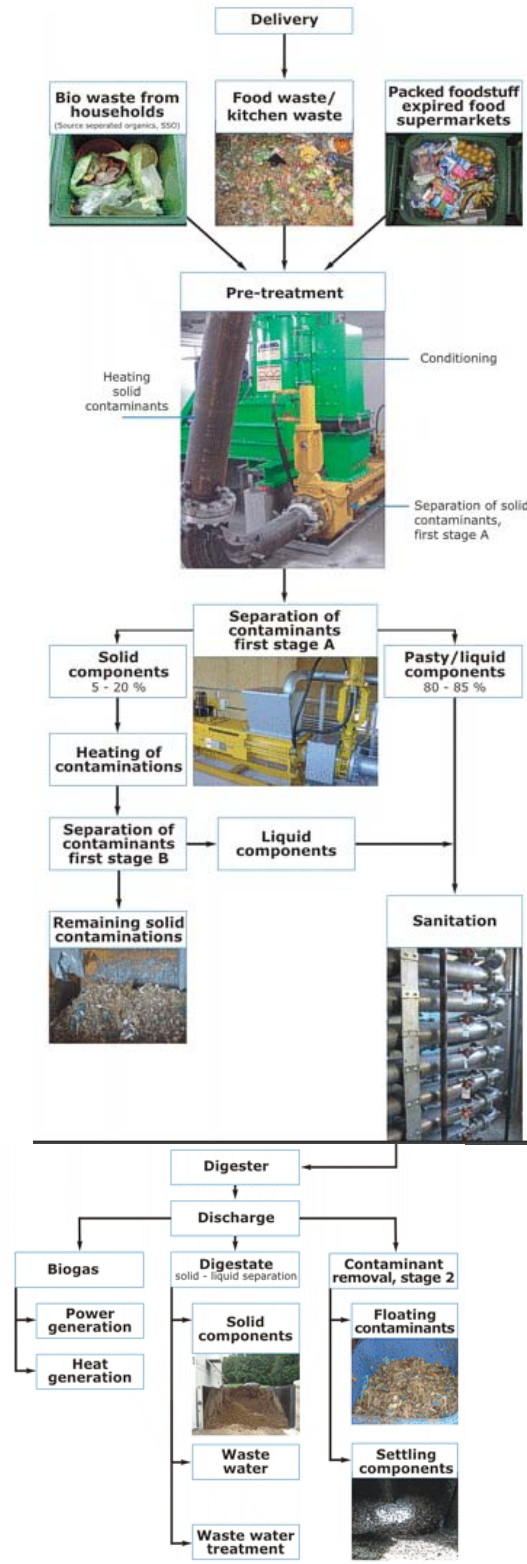 Delivery
Bio waste from
households
(Source seperated organics, SSO)
Food waste/
kitchen waste
Packed foodstuff
expired food
supermarkets
Pre-treatment
Heating
solid
contaminants
Conditioning
Separation of solid
contaminants,
first stage A
Separation of
contaminants
first stage A
Solid
components
5 - 20 %
Pasty/liquid
components
80 - 85 %
Heating of
contaminations
Separation of
contaminants
first stage B
Liquid
components
Remaining solid
contaminations
Sanitation
Digester
Discharge
Biogas
Digestate
solid - liquid separation
Contaminant
removal, stage 2
Power
generation
Heat
generation
Solid
components
Waste
water
Waste water
treatment
Floating
contaminants
Settling
components